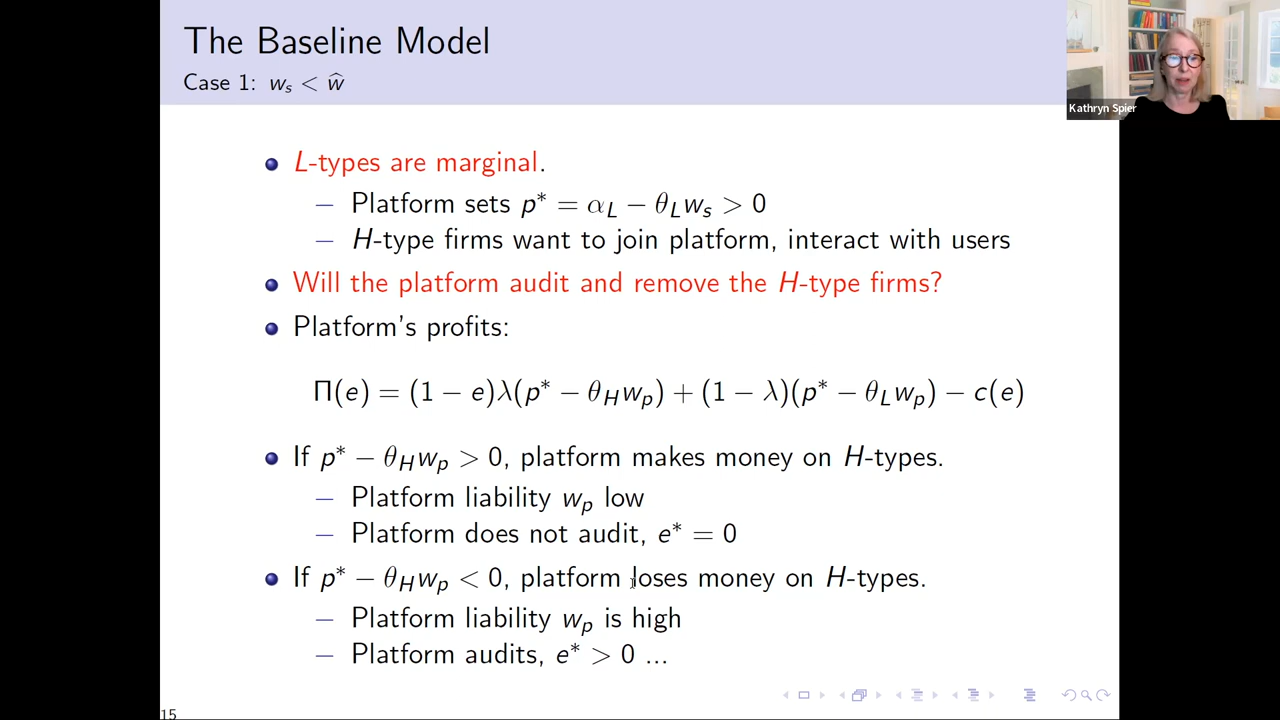 The Baseline Model
Case 1: wₛ < ŵ
Kathryn Spier
L-types are marginal.
– Platform sets p* = α_L − θ_L wₛ > 0
– H-type firms want to join platform, interact with users
Will the platform audit and remove the H-type firms?
Platform's profits:
Π(e) = (1 − e)λ(p* − θ_H w_p) + (1 − λ)(p* − θ_L w_p) − c(e)
If p* − θ_H w_p > 0, platform makes money on H-types.
– Platform liability w_p low
– Platform does not audit, e* = 0
If p* − θ_H w_p < 0, platform loses money on H-types.
– Platform liability w_p is high
– Platform audits, e* > 0 ...
15